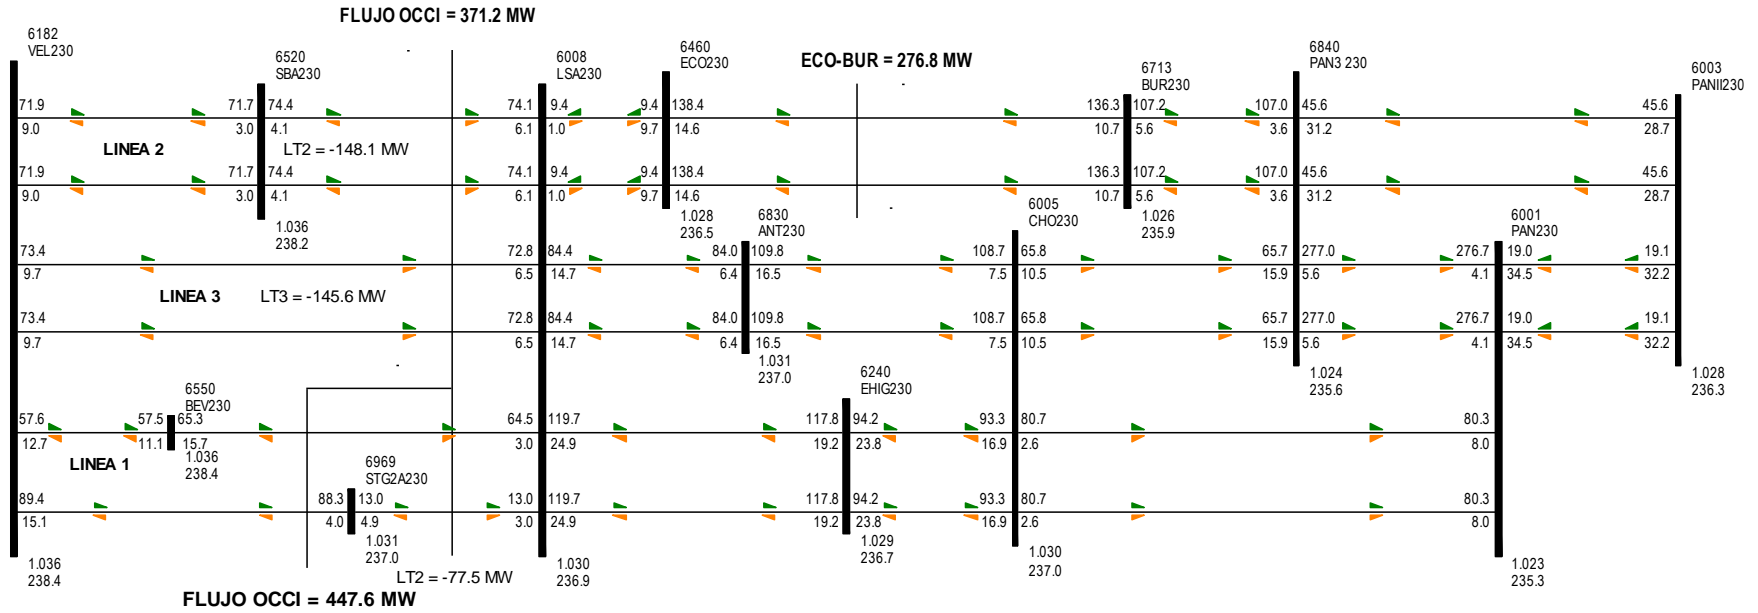 FLUJO OCCI = 371.2 MW
6182
VEL230
6520
SBA230
6008
LSA230
6460
ECO230
ECO-BUR = 276.8 MW
6713
BUR230
6840
PAN3 230
6003
PANII230
71.9 71.7 74.4 74.1 9.4 9.4 138.4 136.3 107.2 107.0 45.6 45.6
9.0 3.0 4.1 6.1 1.0 9.7 14.6 10.7 5.6 3.6 31.2 28.7
LINEA 2
LT2 = -148.1 MW
71.9 71.7 74.4 74.1 9.4 9.4 138.4 136.3 107.2 107.0 45.6 45.6
9.0 3.0 4.1 6.1 1.0 9.7 14.6 10.7 5.6 3.6 31.2 28.7
1.036
238.2
1.028
236.5
6830
ANT230
6005
CHO230
1.026
235.9
6001
PAN230
73.4 72.8 84.4 84.0 109.8 108.7 65.8 65.7 277.0 276.7 19.0 19.1
9.7 6.5 14.7 6.4 16.5 7.5 10.5 15.9 5.6 4.1 34.5 32.2
LINEA 3
LT3 = -145.6 MW
73.4 72.8 84.4 84.0 109.8 108.7 65.8 65.7 277.0 276.7 19.0 19.1
9.7 6.5 14.7 6.4 16.5 7.5 10.5 15.9 5.6 4.1 34.5 32.2
1.031
237.0
1.024
235.6
1.028
236.3
6550
BEV230
6240
EHIG230
57.6 57.5 65.3 64.5 119.7 117.8 94.2 93.3 80.7 80.3
12.7 11.1 15.7 3.0 24.9 19.2 23.8 16.9 2.6 8.0
1.036
238.4
LINEA 1
6969
STG2A230
89.4 88.3 13.0 13.0 119.7 117.8 94.2 93.3 80.7 80.3
15.1 4.0 4.9 3.0 24.9 19.2 23.8 16.9 2.6 8.0
1.031
237.0
1.029
236.7
1.030
237.0
1.036
238.4
LT2 = -77.5 MW
1.030
236.9
1.023
235.3
FLUJO OCCI = 447.6 MW